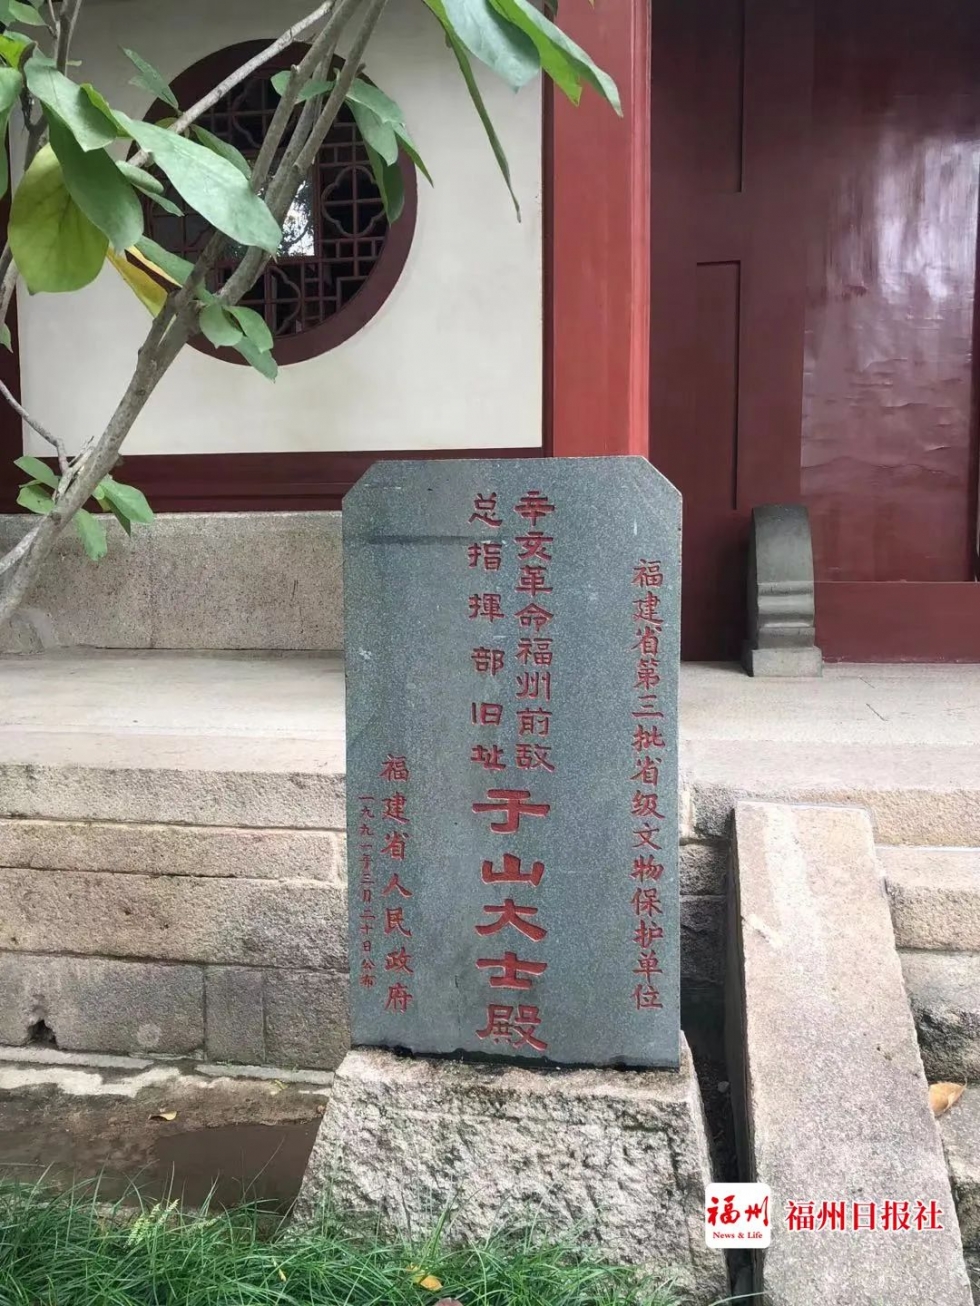 福建省第三批省级文物保护单位
辛亥革命福州前敌
总指揮部旧址
于山大士殿
福建省人民政府
一九九一年三月二十日公布
福州
News & Life
福州日报社